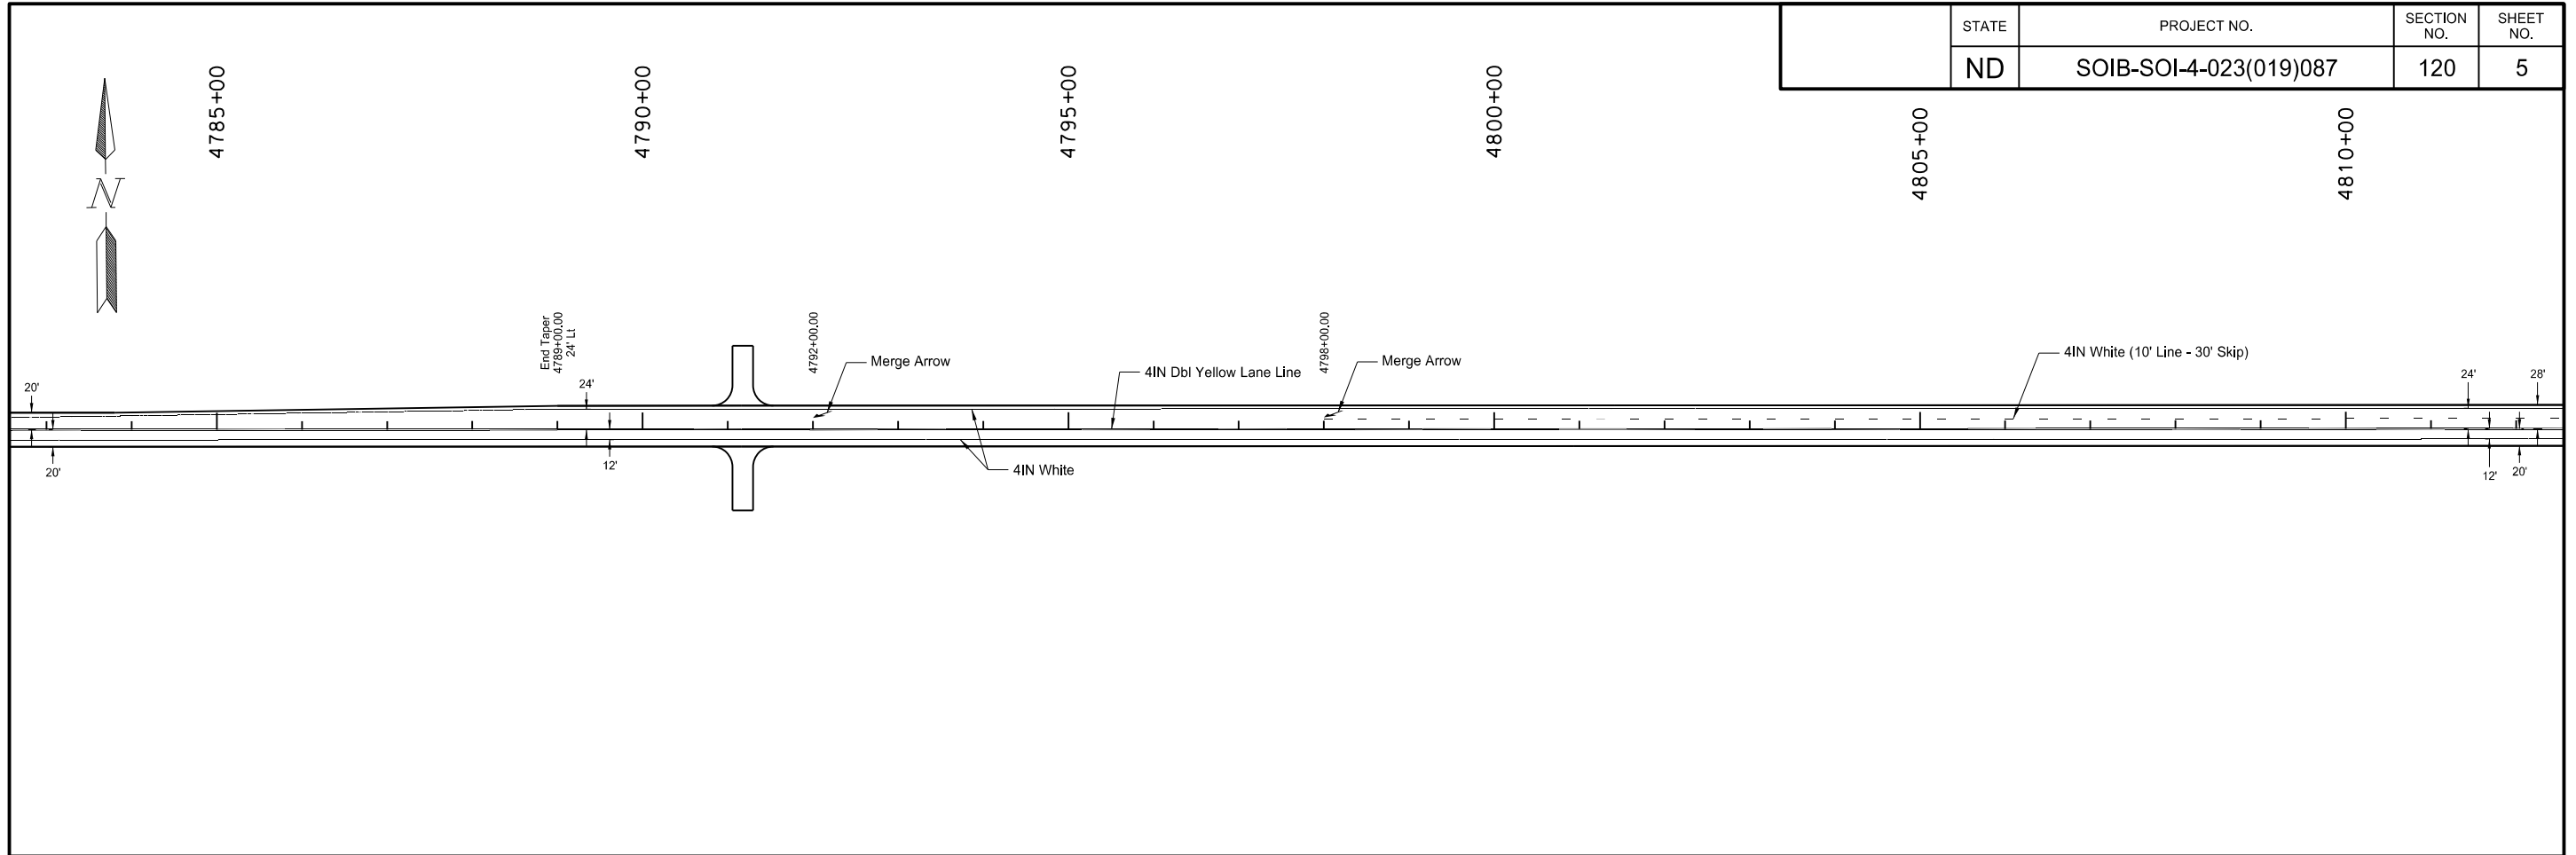 STATE
PROJECT NO.
SECTION NO.
SHEET NO.
ND
SOIB-SOI-4-023(019)087
120
5
4785+00
4790+00
4795+00
4800+00
4805+00
4810+00
N
End Taper
4789+00.00
24' Lt
4792+00.00
Merge Arrow
4IN Dbl Yellow Lane Line
4798+00.00
Merge Arrow
4IN White (10' Line - 30' Skip)
20'
24'
24'
28'
20'
12'
4IN White
12'
20'